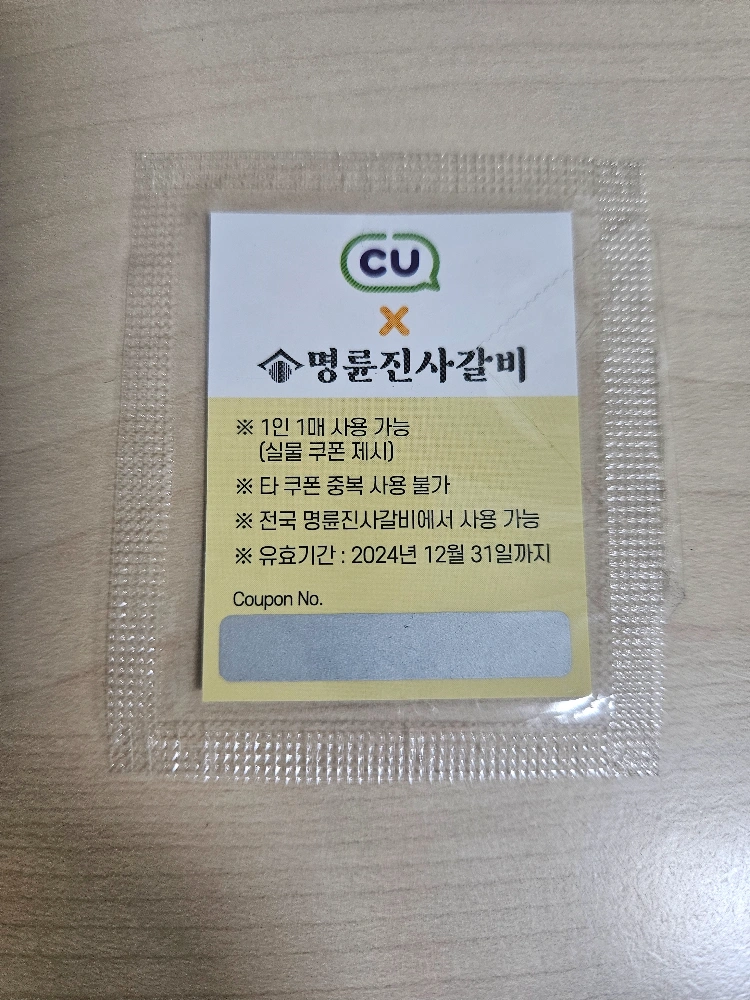 CU
X
명륜진사갈비
※ 1인 1매 사용 가능
(실물 쿠폰 제시)
※ 타 쿠폰 중복 사용 불가
※ 전국 명륜진사갈비에서 사용 가능
※ 유효기간 : 2024년 12월 31일까지
Coupon No.